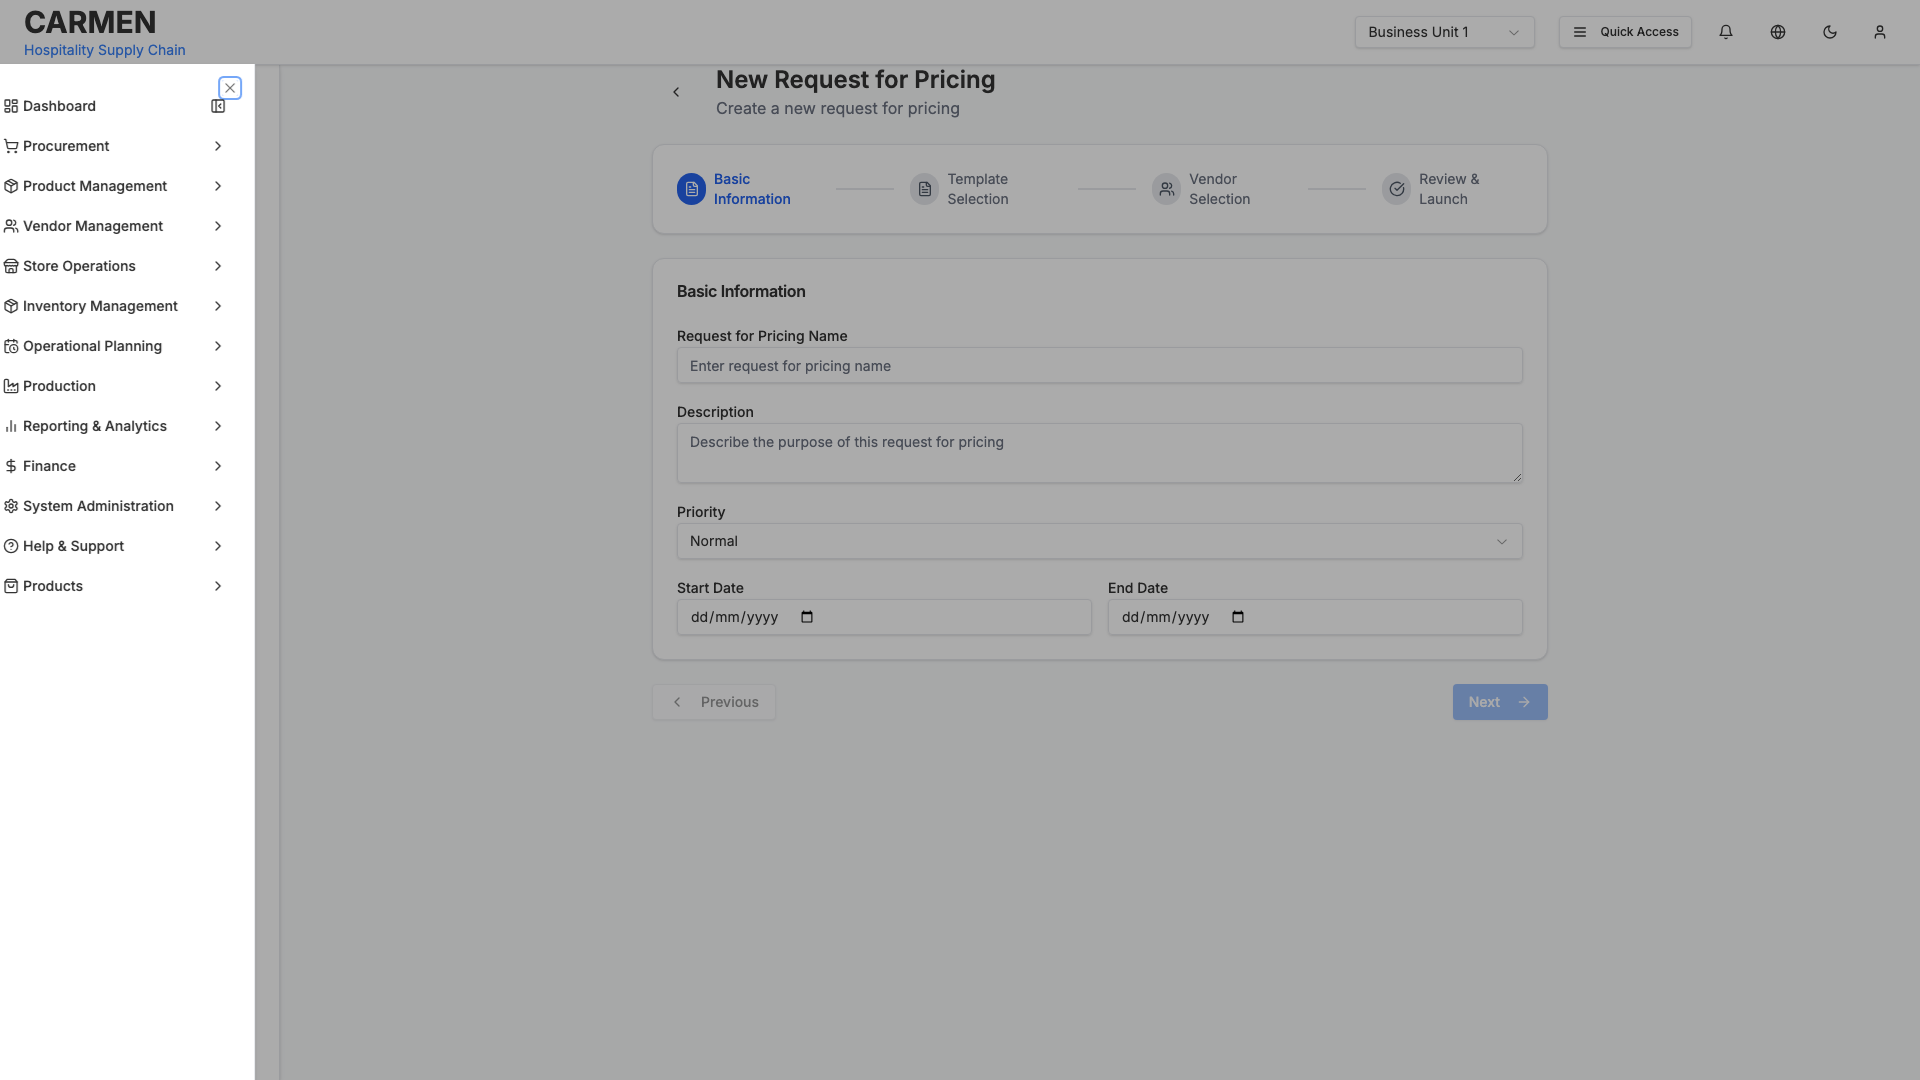 CARMEN
Hospitality Supply Chain
Business Unit 1
Quick Access
Dashboard
Procurement
Product Management
Vendor Management
Store Operations
Inventory Management
Operational Planning
Production
Reporting & Analytics
Finance
System Administration
Help & Support
Products
New Request for Pricing
Create a new request for pricing
Basic
Information
Template
Selection
Vendor
Selection
Review &
Launch
Basic Information
Request for Pricing Name
Enter request for pricing name
Description
Describe the purpose of this request for pricing
Priority
Normal
Start Date
End Date
dd/mm/yyyy
dd/mm/yyyy
Previous
Next